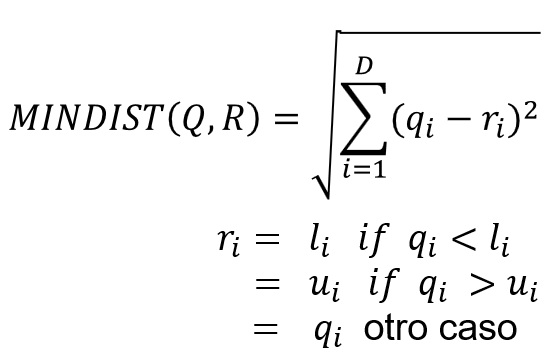 MINDIST(Q, R) = √∑_{i=1}^{D} (q_i − r_i)^2
r_i = l_i if q_i < l_i
= u_i if q_i > u_i
= q_i otro caso